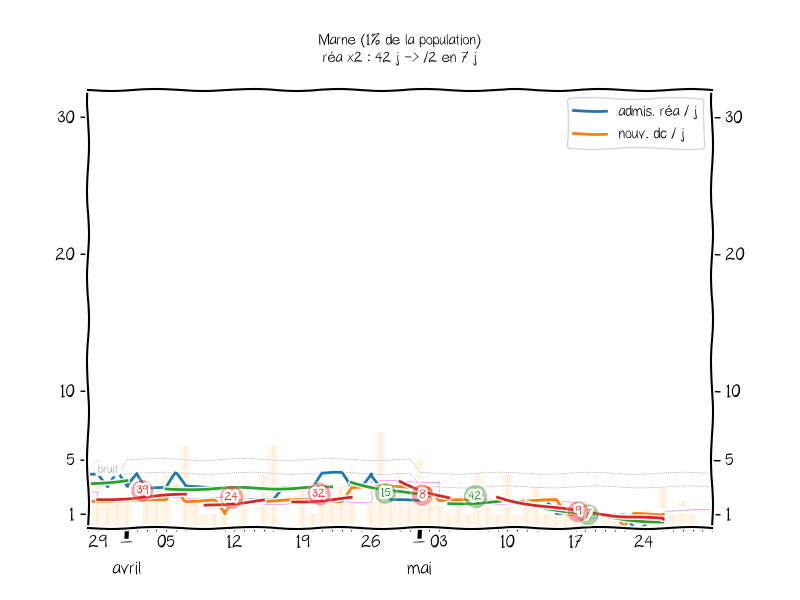 Marne (1% de la population)
réa x2 : 42 j -> /2 en 7 j
admis. réa / j
nouv. dc / j
30 30
20 20
10 10
5 5
bruit
39 24 32 15 8 42 9 7
1 1
29 05 12 19 26 03 10 17 24
avril mai